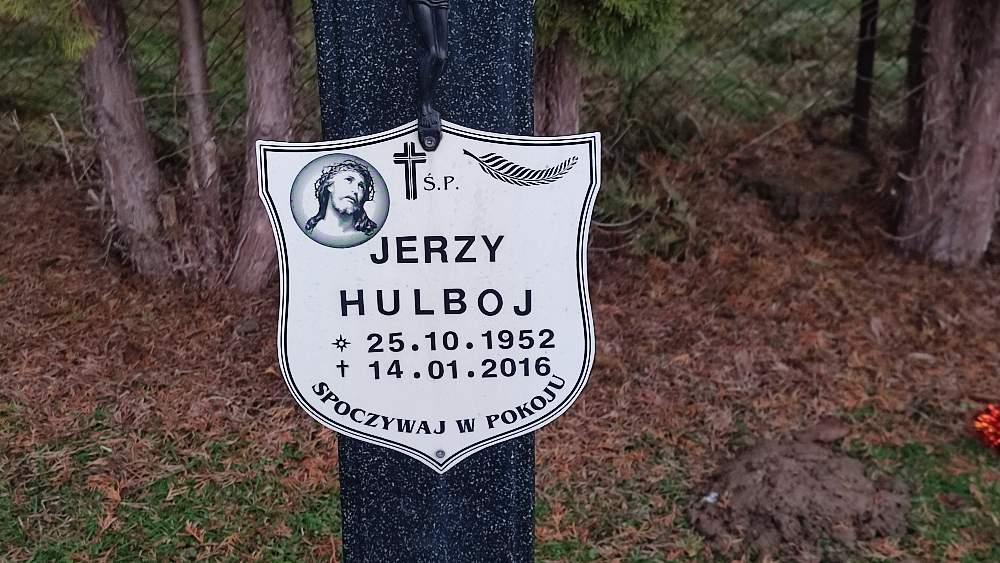 Ś.P.
JERZY
HULBOJ
25.10.1952
14.01.2016
SPOCZYWAJ W POKOJU